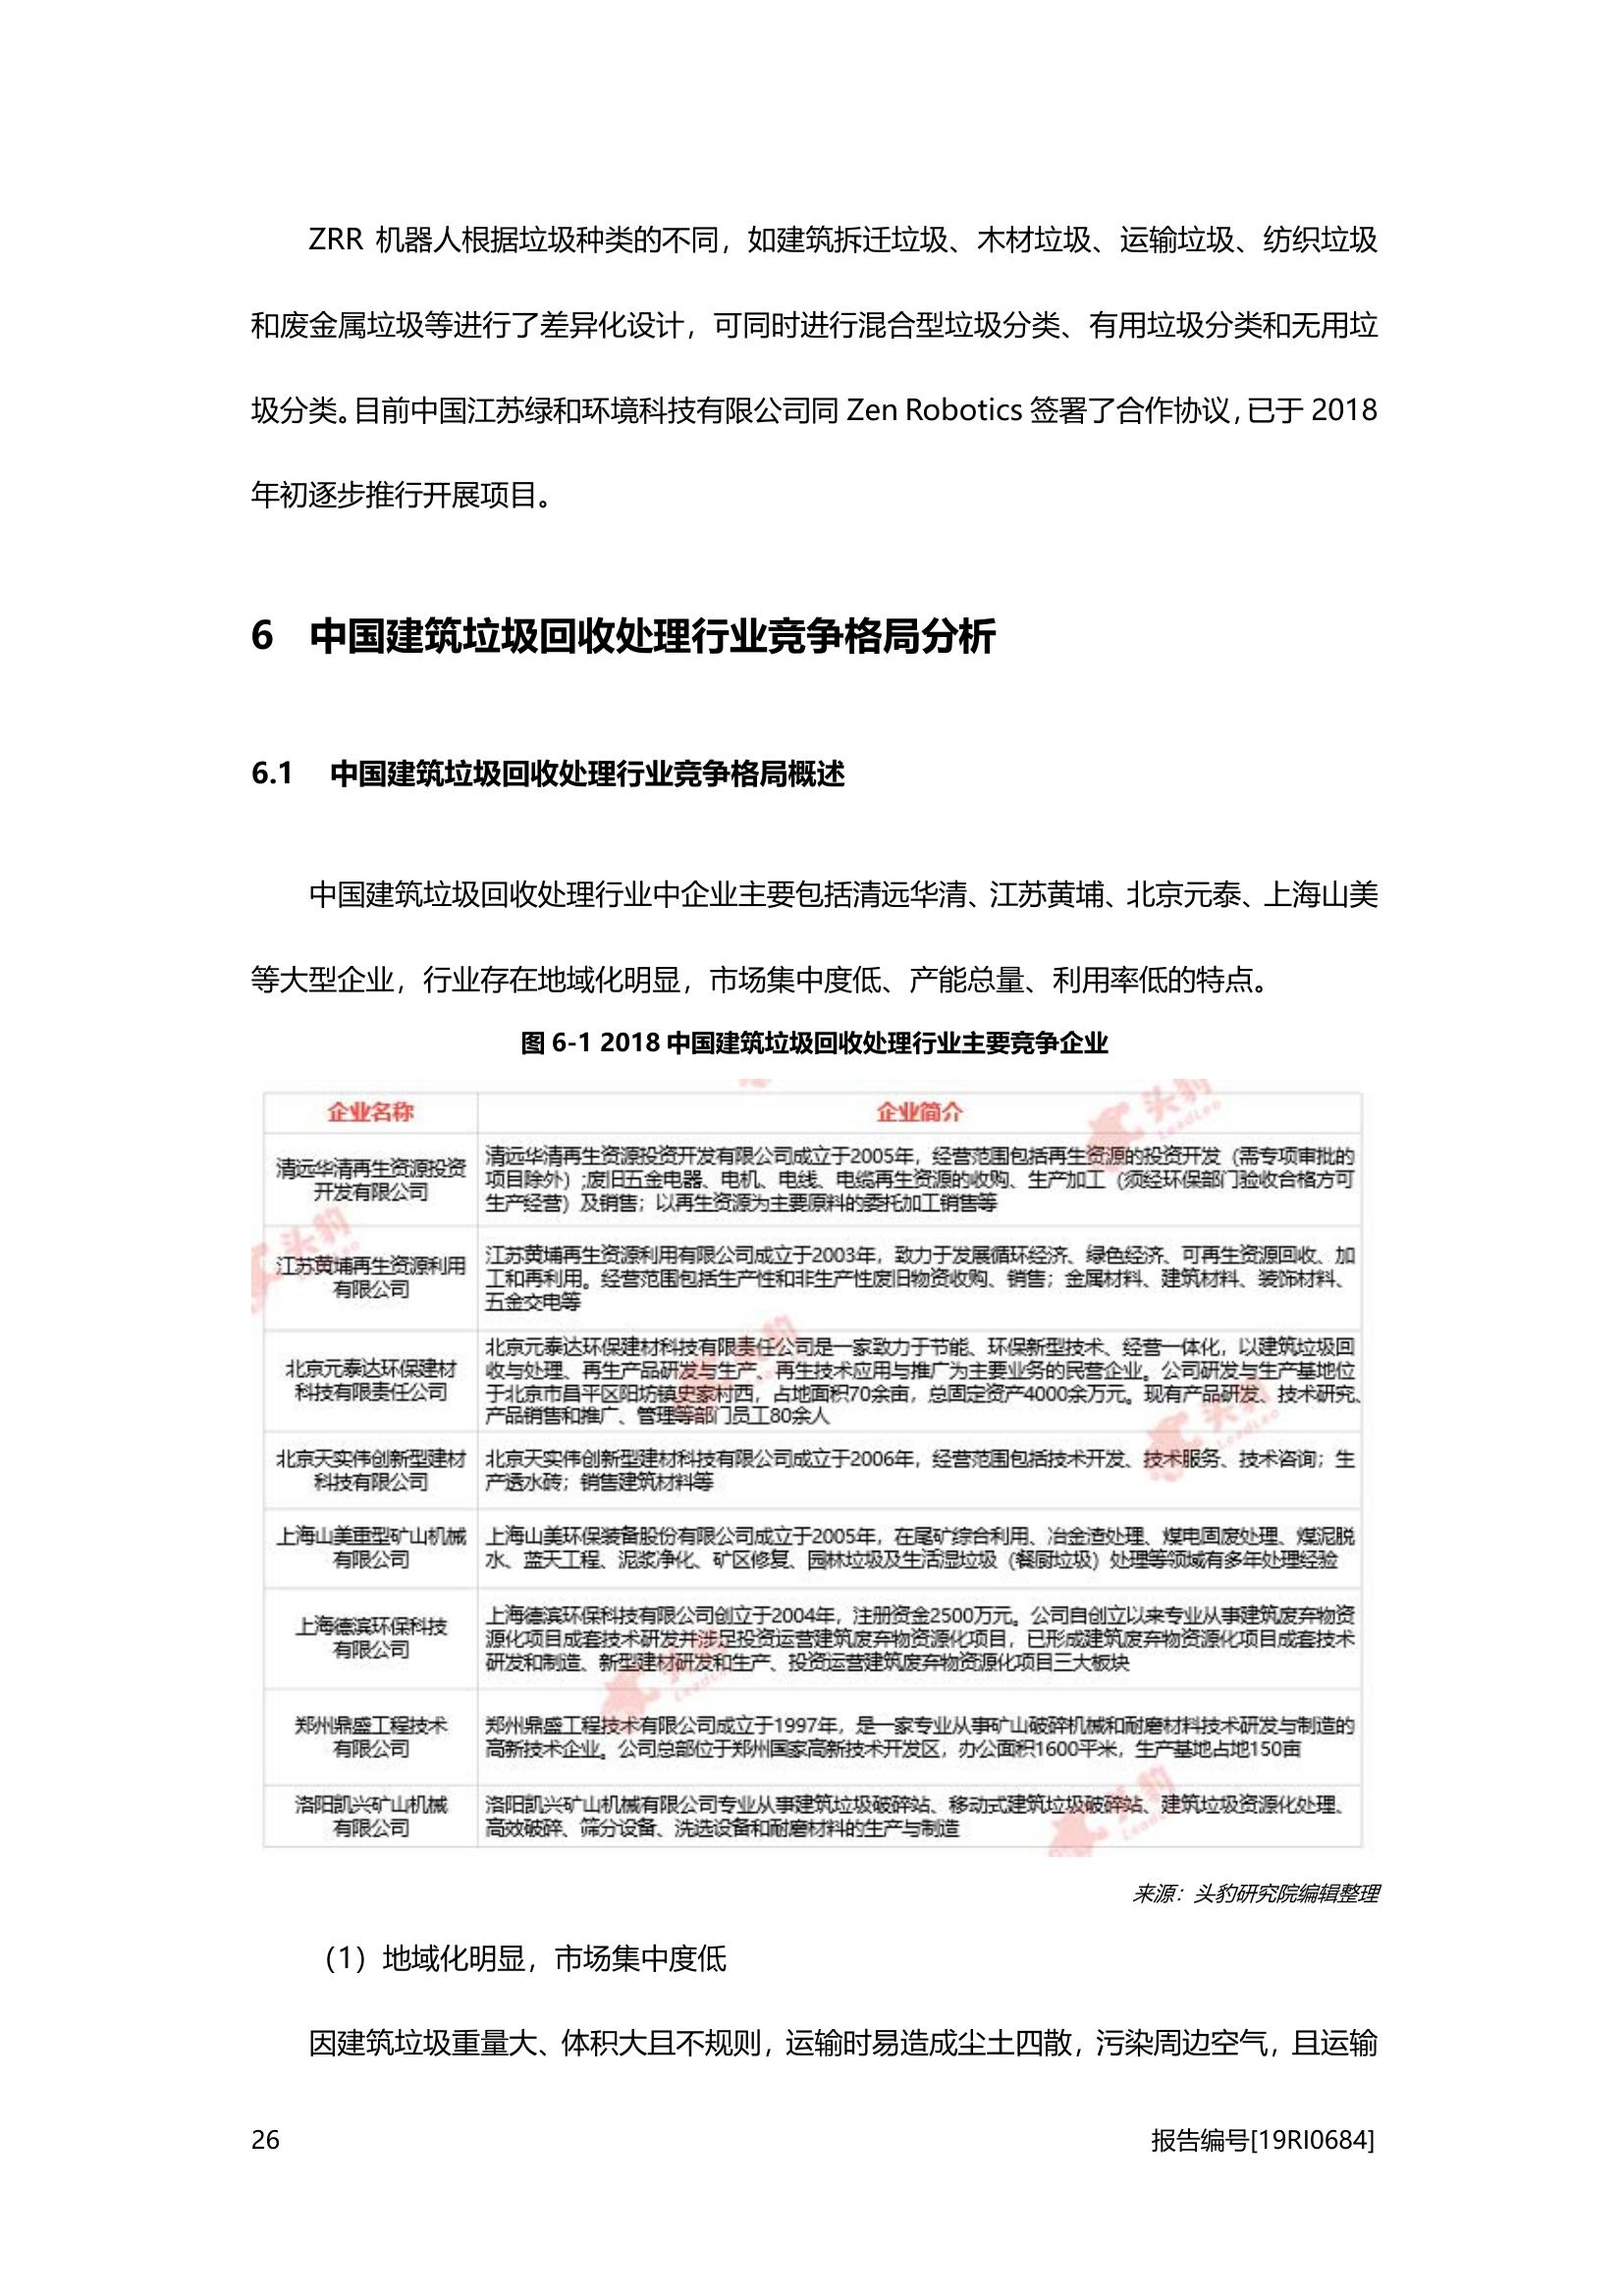 ZRR 机器人根据垃圾种类的不同，如建筑拆迁垃圾、木材垃圾、运输垃圾、纺织垃圾
和废金属垃圾等进行了差异化设计，可同时进行混合型垃圾分类、有用垃圾分类和无用垃
圾分类。目前中国江苏绿和环境科技有限公司同 Zen Robotics 签署了合作协议，已于 2018
年初逐步推行开展项目。
6 中国建筑垃圾回收处理行业竞争格局分析
6.1 中国建筑垃圾回收处理行业竞争格局概述
中国建筑垃圾回收处理行业中企业主要包括清远华清、江苏黄埔、北京元泰、上海山美
等大型企业，行业存在地域化明显，市场集中度低、产能总量、利用率低的特点。
图 6-1 2018 中国建筑垃圾回收处理行业主要竞争企业
企业名称 企业简介
清远华清再生资源投资
开发有限公司
清远华清再生资源投资开发有限公司成立于2005年，经营范围包括再生资源的投资开发（需专项审批的
项目除外）;废旧五金电器、电机、电线、电缆再生资源的收购、生产加工（须经环保部门验收合格方可
生产经营）及销售；以再生资源为主要原料的委托加工销售等
江苏黄埔再生资源利用
有限公司
江苏黄埔再生资源利用有限公司成立于2003年，致力于发展循环经济、绿色经济、可再生资源回收、加
工和再利用。经营范围包括生产性和非生产性废旧物资收购、销售；金属材料、建筑材料、装饰材料、
五金交电等
北京元泰达环保建材
科技有限责任公司
北京元泰达环保建材科技有限责任公司是一家致力于节能、环保新型技术、经营一体化，以建筑垃圾回
收与处理、再生产品研发与生产、再生技术应用与推广为主要业务的民营企业。公司研发与生产基地位
于北京市昌平区阳坊镇史家村西，占地面积70余亩，总固定资产4000余万元。现有产品研发、技术研究、
产品销售和推广、管理等部门员工80余人
北京天实伟创新型建材
科技有限公司
北京天实伟创新型建材科技有限公司成立于2006年，经营范围包括技术开发、技术服务、技术咨询；生
产透水砖；销售建筑材料等
上海山美重型矿山机械
有限公司
上海山美环保装备股份有限公司成立于2005年，在尾矿综合利用、冶金渣处理、煤电固废处理、煤泥脱
水、蓝天工程、泥浆净化、矿区修复、园林垃圾及生活湿垃圾（餐厨垃圾）处理等领域有多年处理经验
上海德滨环保科技
有限公司
上海德滨环保科技有限公司创立于2004年，注册资金2500万元。公司自创立以来专业从事建筑废弃物资
源化项目成套技术研发并涉足投资运营建筑废弃物资源化项目，已形成建筑废弃物资源化项目成套技术
研发和制造、新型建材研发和生产、投资运营建筑废弃物资源化项目三大板块
郑州鼎盛工程技术
有限公司
郑州鼎盛工程技术有限公司成立于1997年，是一家专业从事矿山破碎机械和耐磨材料技术研发与制造的
高新技术企业。公司总部位于郑州国家高新技术开发区，办公面积1600平米，生产基地占地150亩
洛阳凯兴矿山机械
有限公司
洛阳凯兴矿山机械有限公司专业从事建筑垃圾破碎站、移动式建筑垃圾破碎站、建筑垃圾资源化处理、
高效破碎、筛分设备、洗选设备和耐磨材料的生产与制造
来源：头豹研究院编辑整理
（1）地域化明显，市场集中度低
因建筑垃圾重量大、体积大且不规则，运输时易造成尘土四散，污染周边空气，且运输
26 报告编号[19RI0684]